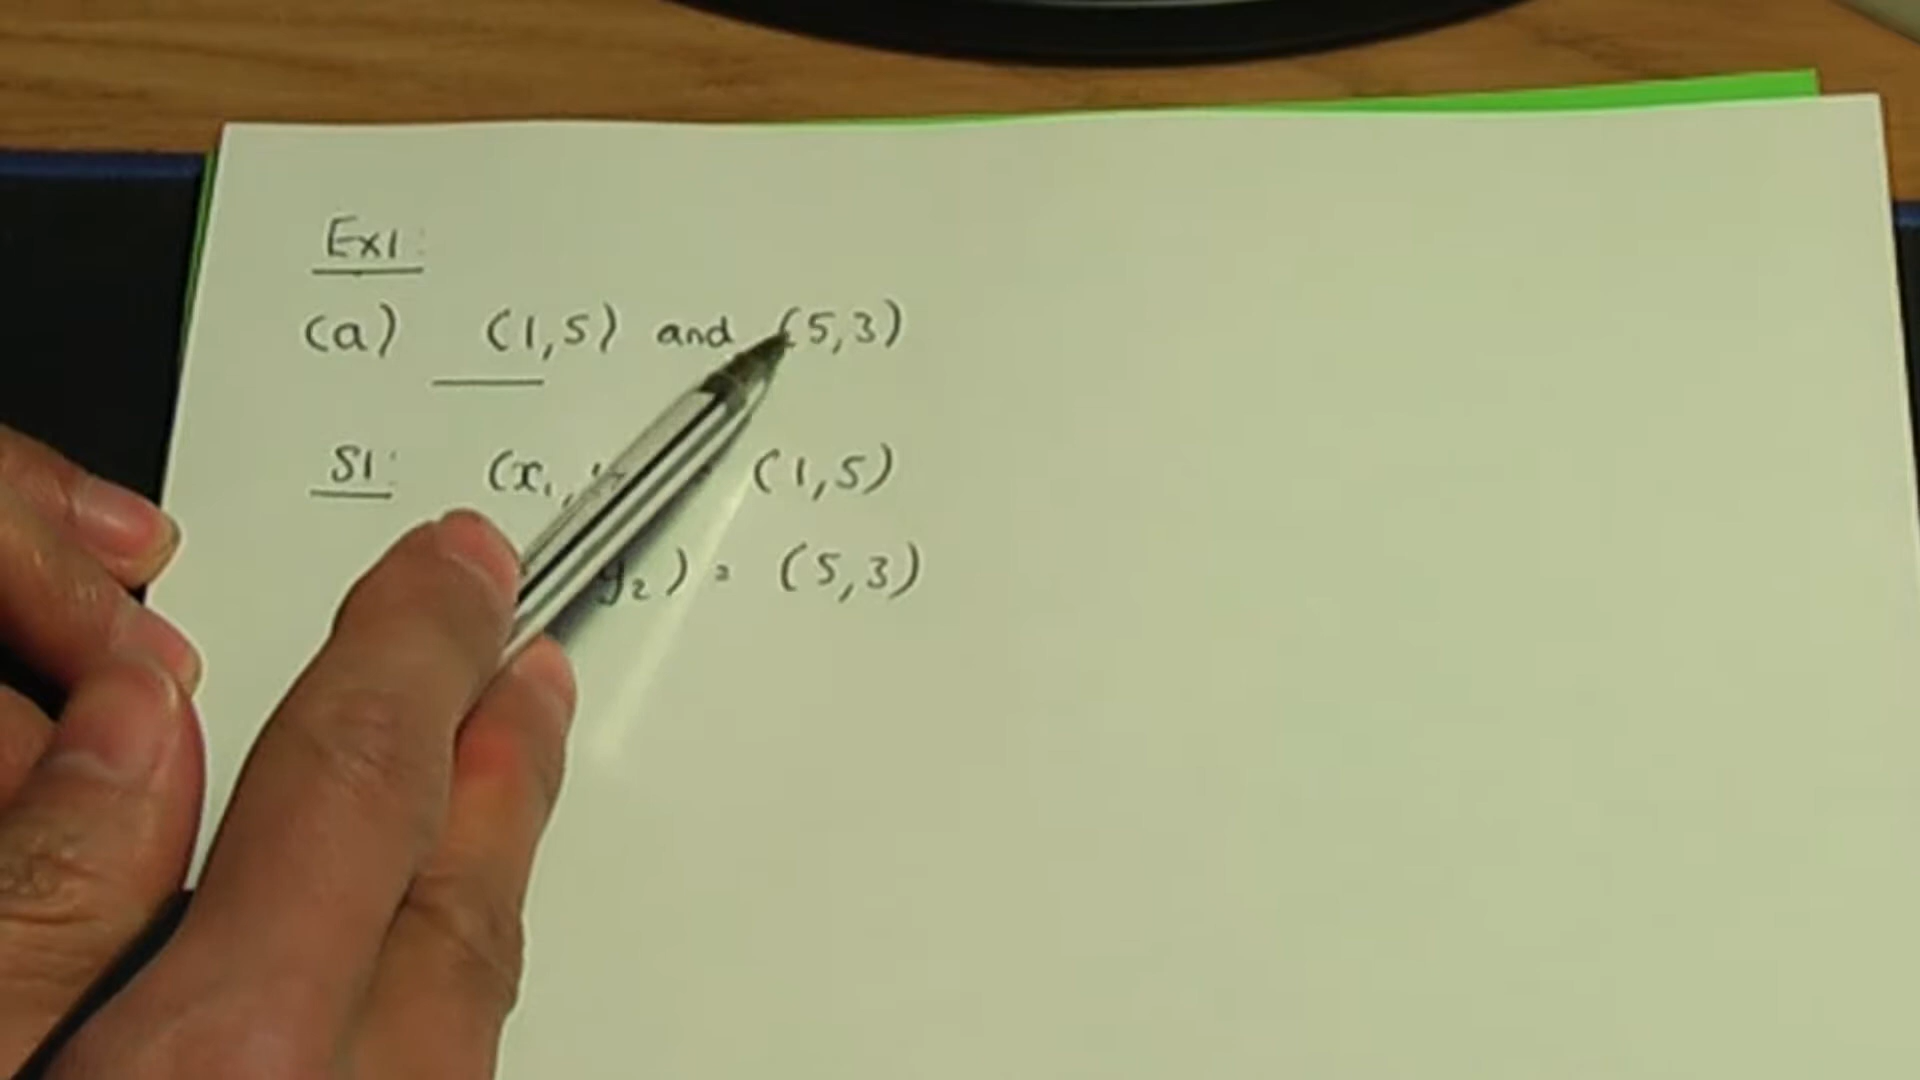 Ex1:
(a) (1,5) and (5,3)
S1: (x₁, (1,5)
y₂) = (5,3)